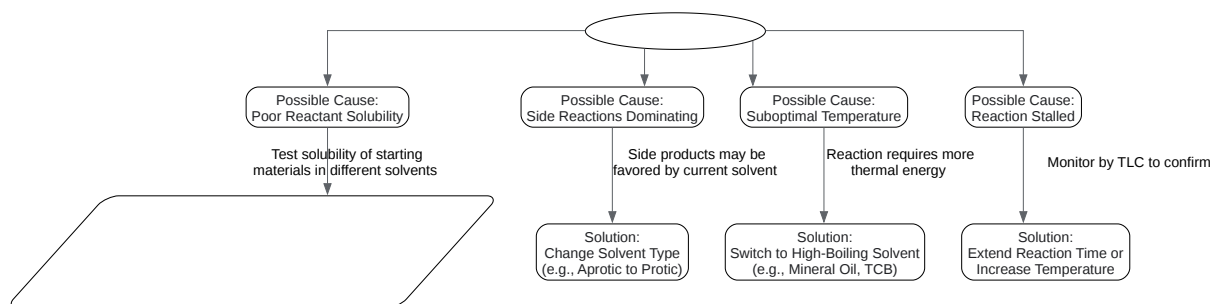 Possible Cause:
Poor Reactant Solubility
Possible Cause:
Side Reactions Dominating
Possible Cause:
Suboptimal Temperature
Possible Cause:
Reaction Stalled
Test solubility of starting
materials in different solvents
Side products may be
favored by current solvent
Reaction requires more
thermal energy
Monitor by TLC to confirm
Solution:
Change Solvent Type
(e.g., Aprotic to Protic)
Solution:
Switch to High-Boiling Solvent
(e.g., Mineral Oil, TCB)
Solution:
Extend Reaction Time or
Increase Temperature